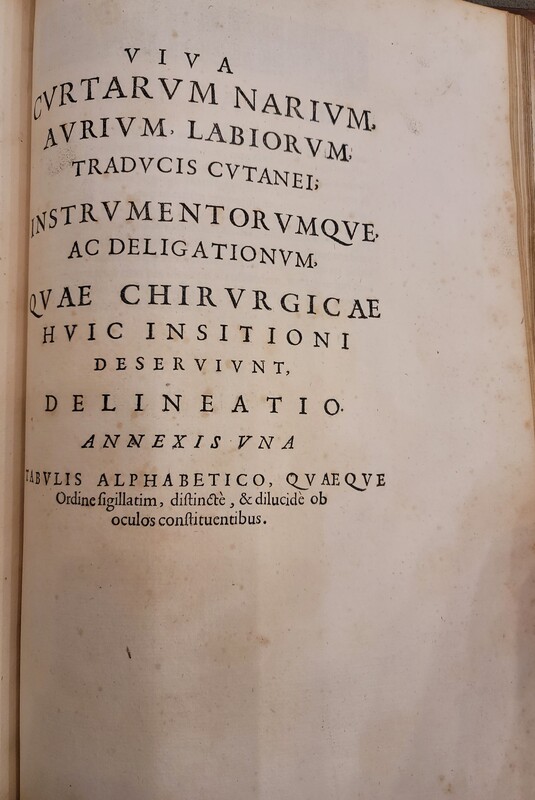 VIVA
CVRTARVM NARIVM,
AVRIVM, LABIORVM,
TRADVCIS CVTANEI;
INSTRVMENTORVMQVE,
AC DELIGATIONVM,
QVAE CHIRVRGICAE
HVIC INSITIONI
DESERVIVNT,
DELINEATIO.
ANNEXIS VNA
TABVLIS ALPHABETICO, QVAEQVE
Ordine ſigillatim, diſtinctè, & dilucidè ob
oculos conſtituentibus.